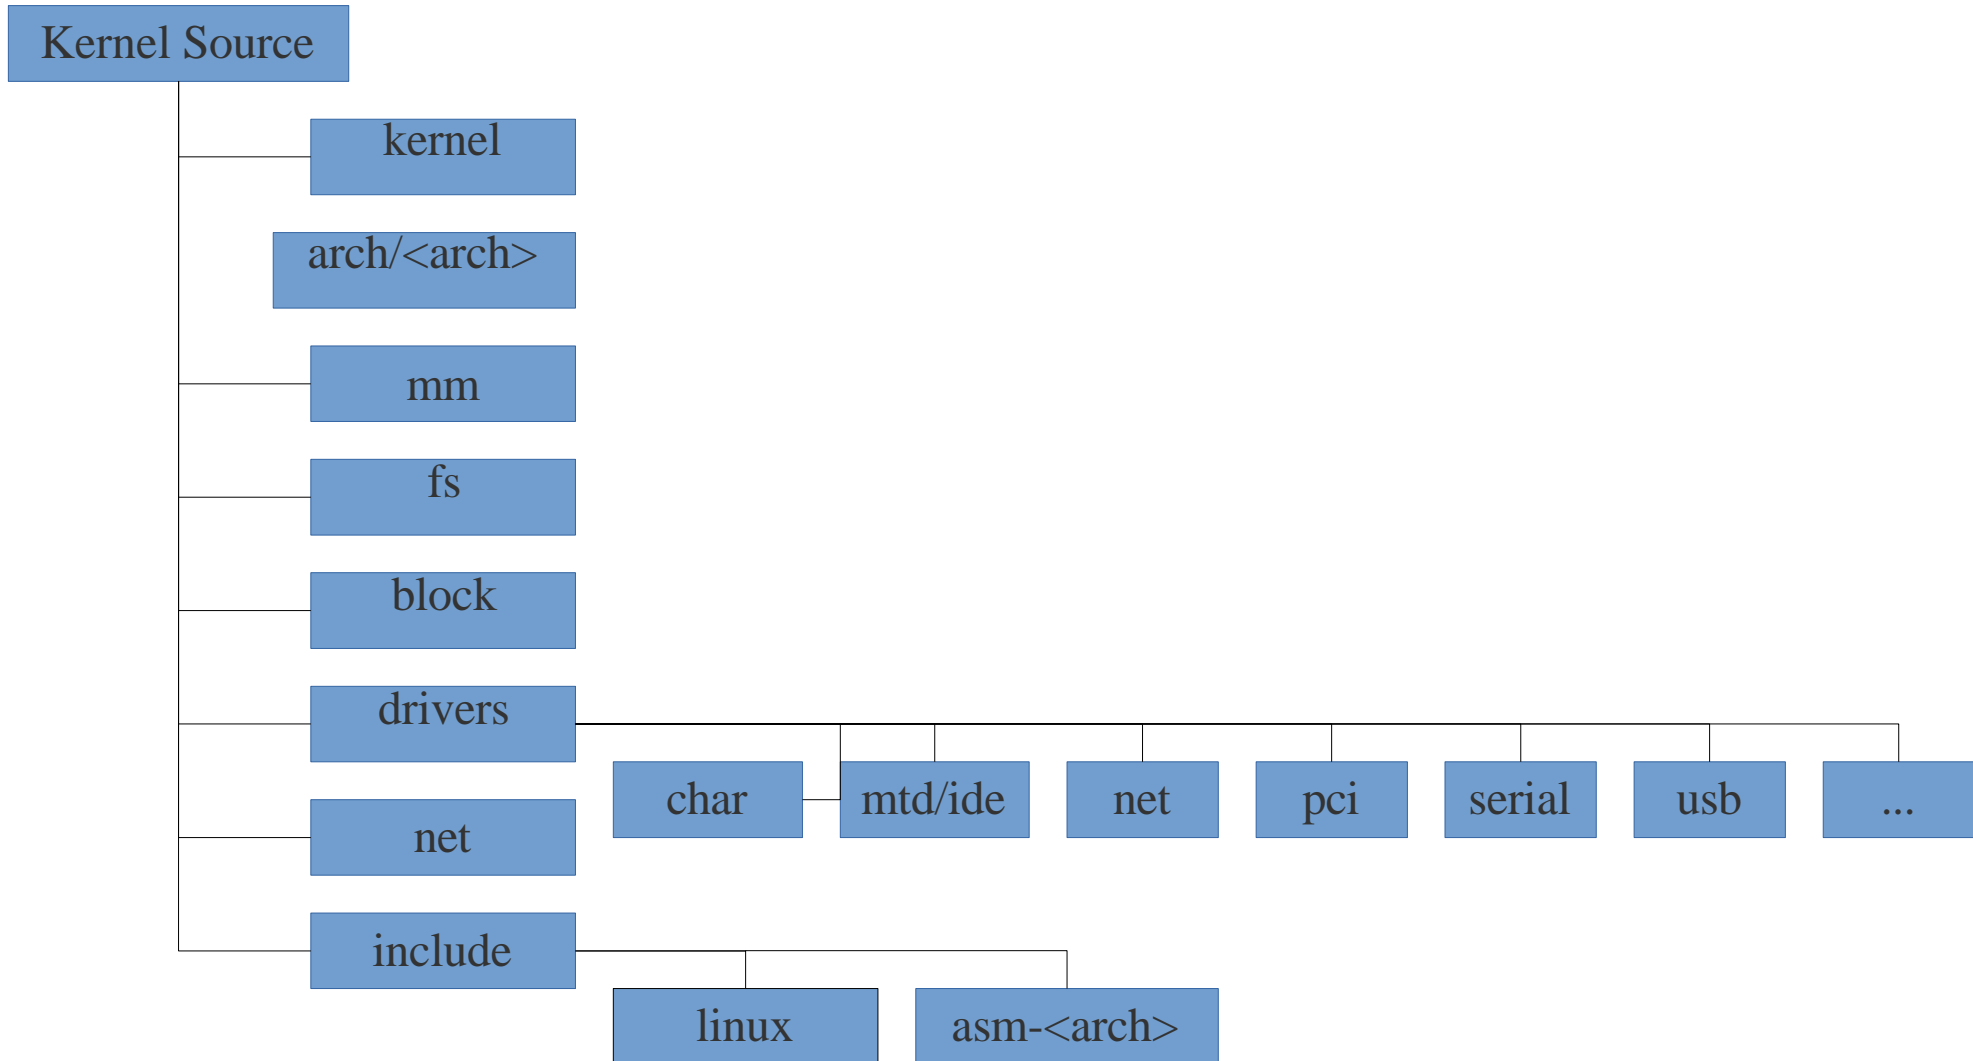 Kernel Source
kernel
arch/<arch>
mm
fs
block
drivers
char
mtd/ide
net
pci
serial
usb
...
net
include
linux
asm-<arch>